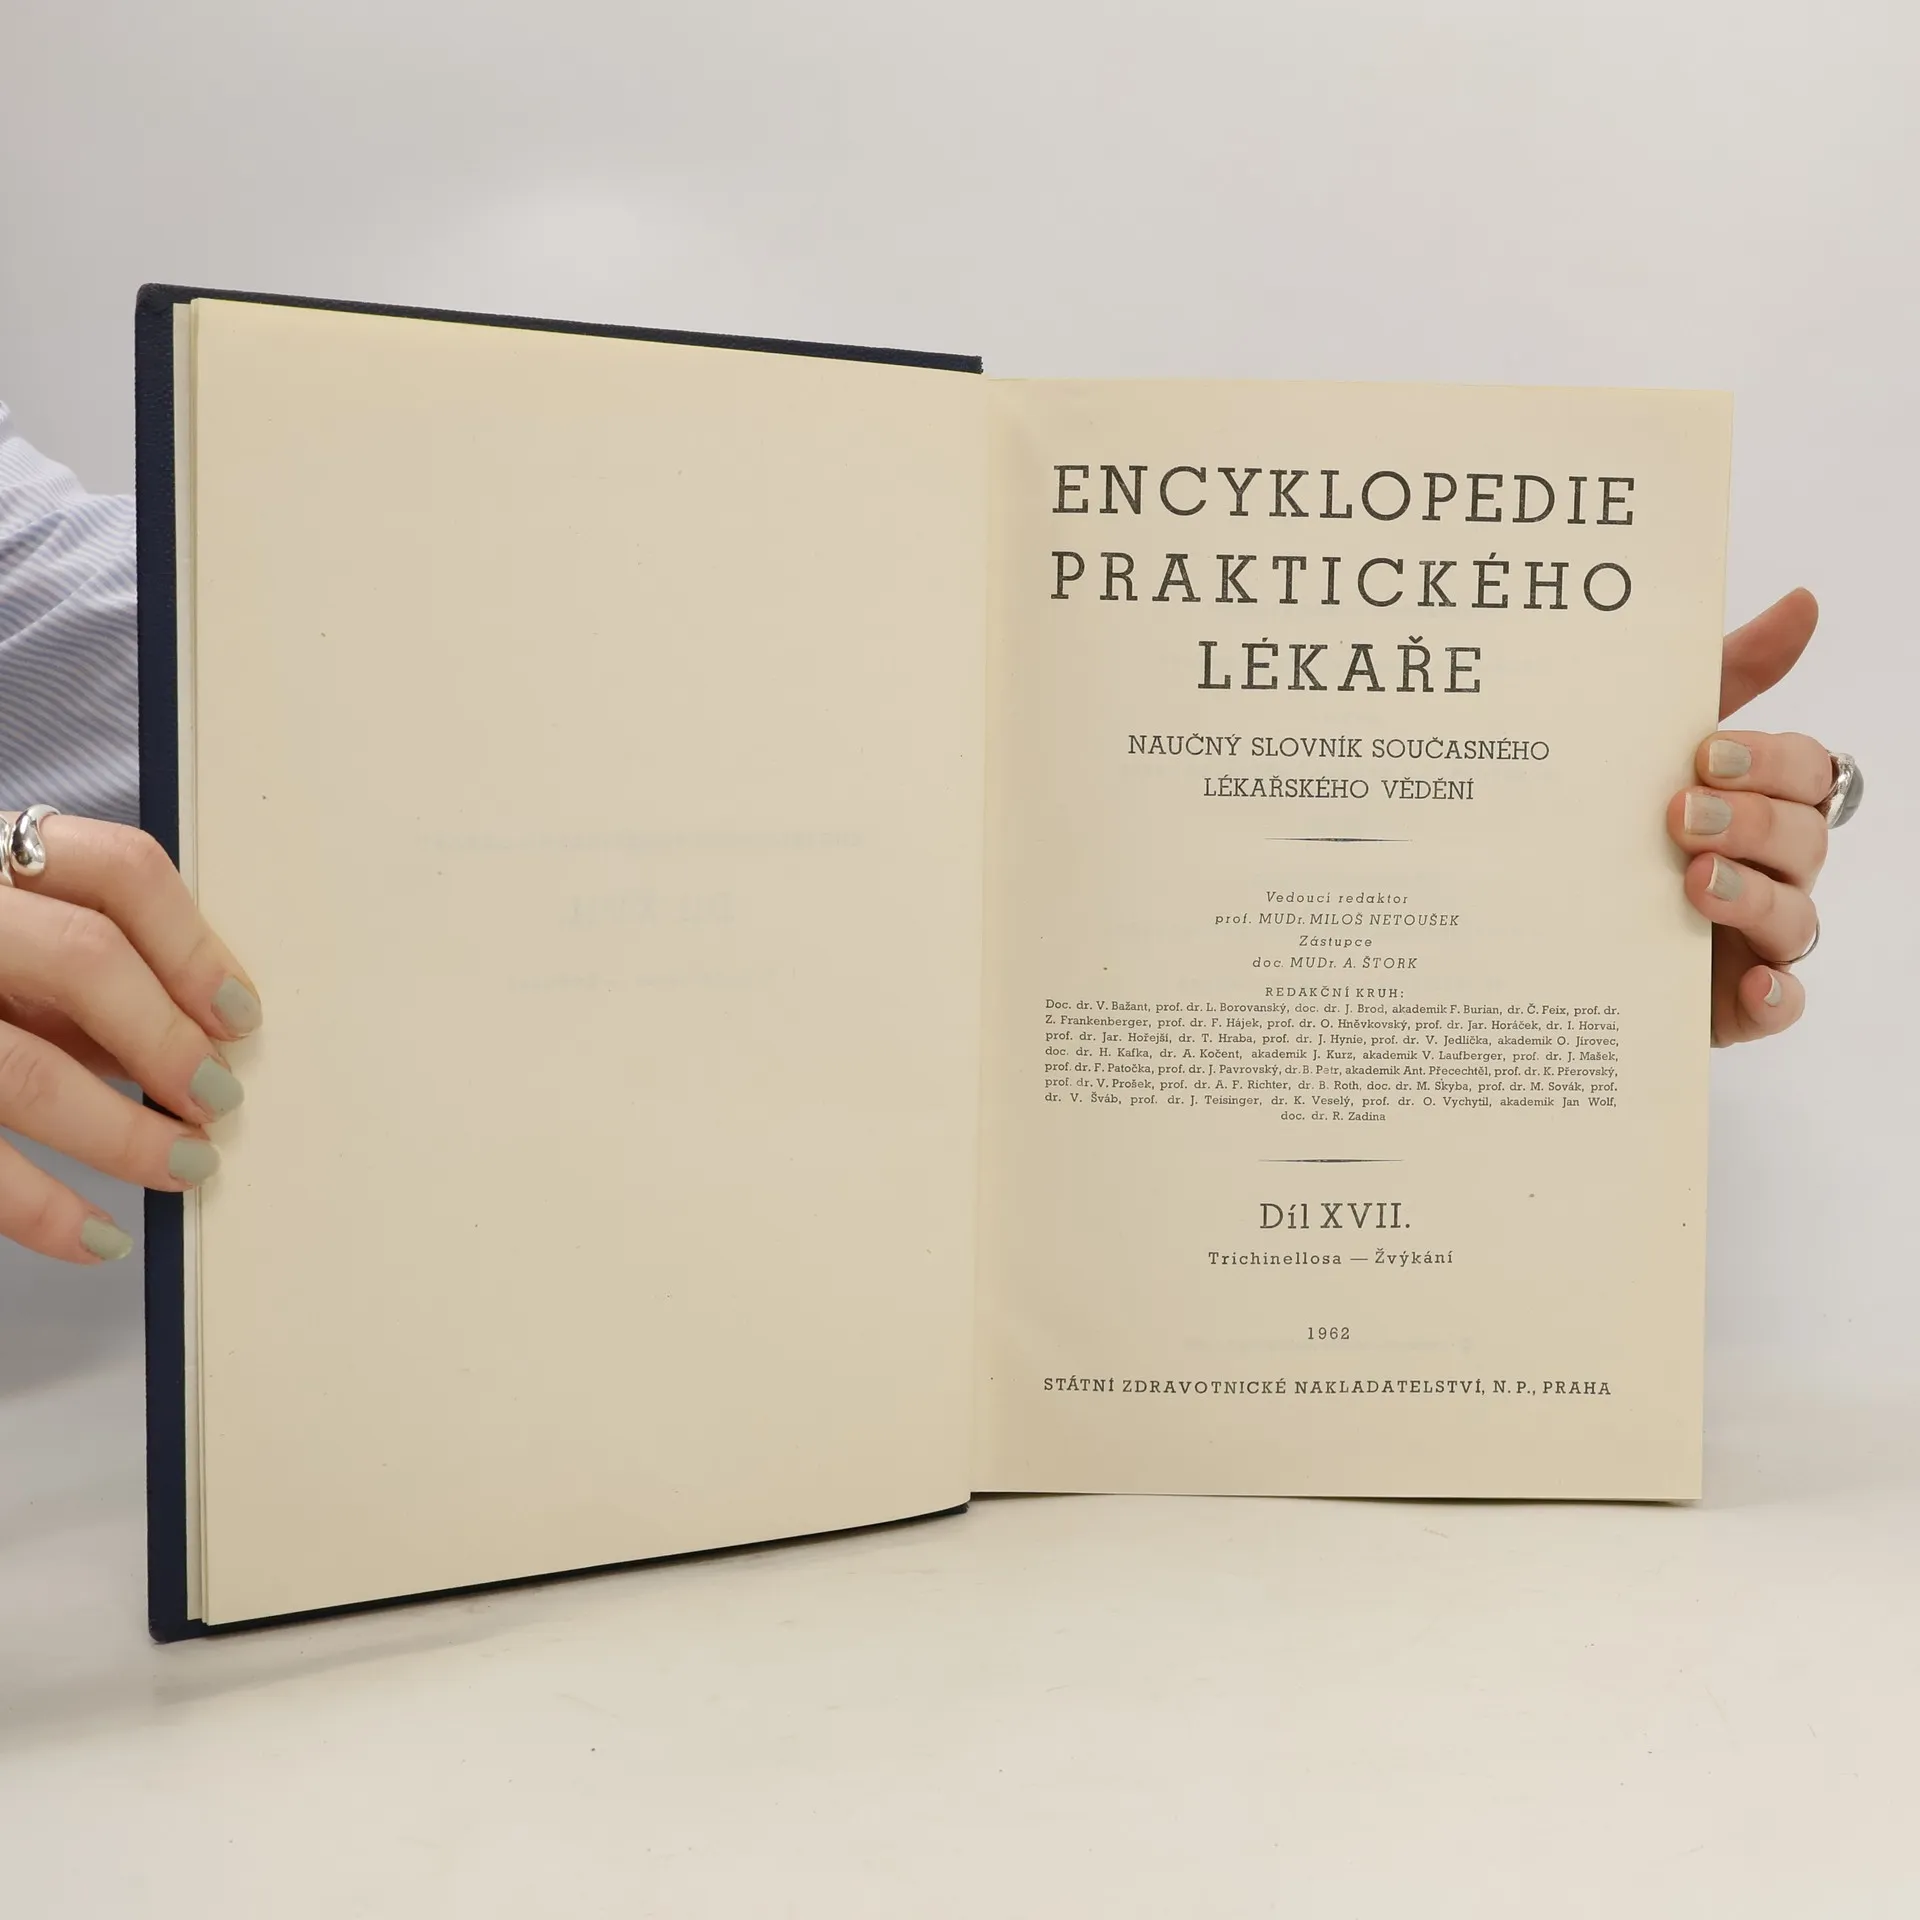 ENCYKLOPEDIE
PRAKTICKÉHO
LÉKAŘE
NAUČNÝ SLOVNÍK SOUČASNÉHO
LÉKAŘSKÉHO VĚDĚNÍ
Vedoucí redaktor
prof. MUDr. MILOŠ NETOUŠEK
Zástupce
doc. MUDr. A. ŠTORK
REDAKČNÍ KRUH:
Doc. dr. V. Bažant, prof. dr. L. Borovanský, doc. dr. J. Brod, akademik F. Burian, dr. Č. Feix, prof. dr.
Z. Frankenberger, prof. dr. F. Hájek, prof. dr. O. Hněvkovský, prof. dr. Jar. Horáček, dr. I. Horvai,
prof. dr. Jar. Hořejší, dr. T. Hraba, prof. dr. J. Hynie, prof. dr. V. Jedlička, akademik O. Jírovec,
doc. dr. H. Kafka, dr. A. Kočent, akademik J. Kurz, akademik V. Laufberger, prof. dr. J. Mašek,
prof. dr. F. Patočka, prof. dr. J. Pavrovský, dr. B. Petr, akademik Ant. Přecechtěl, prof. dr. K. Přerovský,
prof. dr. V. Prošek, prof. dr. A. F. Richter, dr. B. Roth, doc. dr. M. Skyba, prof. dr. M. Sovák, prof.
dr. V. Šváb, prof. dr. J. Teisinger, dr. K. Veselý, prof. dr. O. Vychytil, akademik Jan Wolf,
doc. dr. R. Zadina
Díl XVII.
Trichinellosa — Žvýkání
1962
STÁTNÍ ZDRAVOTNICKÉ NAKLADATELSTVÍ, N. P., PRAHA